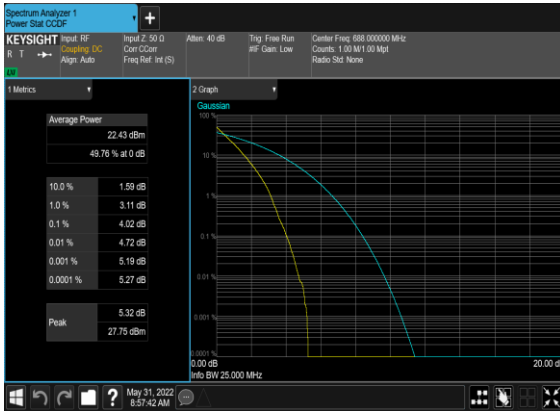 Spectrum Analyzer 1
Power Stat CCDF
+
KEYSIGHT
R T
LXI
Input: RF
Coupling: DC
Align: Auto
Input Z: 50 Ω
Corr CCorr
Freq Ref: Int (S)
Atten: 40 dB
Trig: Free Run
#IF Gain: Low
Center Freq: 688.000000 MHz
Counts: 1.00 M/1.00 Mpt
Radio Std: None
1 Metrics
Average Power
22.43 dBm
49.76 % at 0 dB
10.0 % 1.59 dB
1.0 % 3.11 dB
0.1 % 4.02 dB
0.01 % 4.72 dB
0.001 % 5.19 dB
0.0001 % 5.27 dB
Peak 5.32 dB
27.75 dBm
2 Graph
Gaussian
100 %
10 %
1 %
0.1 %
0.01 %
0.001 %
0.0001 %
0.00 dB
20.00 dB
Info BW 25.000 MHz
?
May 31, 2022
8:57:42 AM